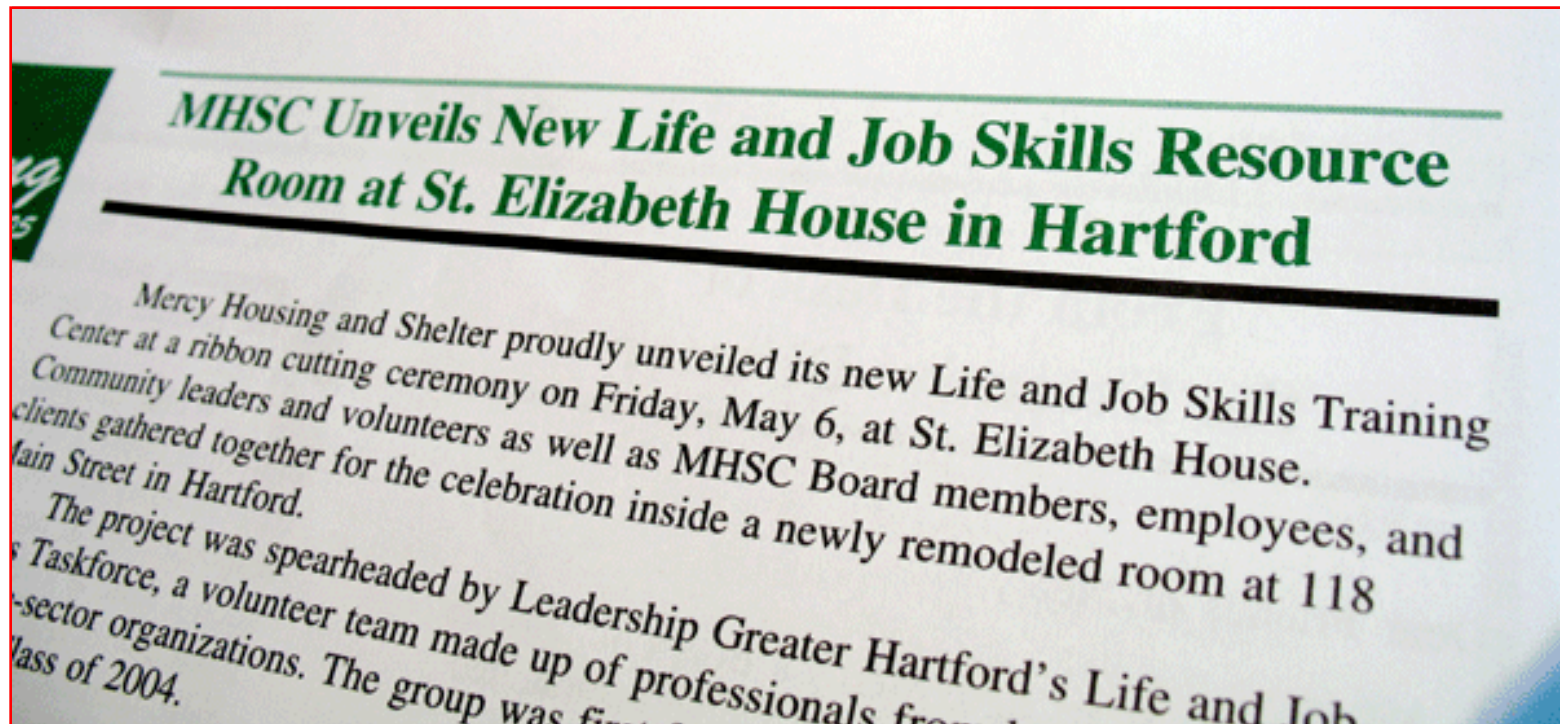 MHSC Unveils New Life and Job Skills Resource
Room at St. Elizabeth House in Hartford
Mercy Housing and Shelter proudly unveiled its new Life and Job Skills Training
Center at a ribbon cutting ceremony on Friday, May 6, at St. Elizabeth House.
Community leaders and volunteers as well as MHSC Board members, employees, and
clients gathered together for the celebration inside a newly remodeled room at 118
Main Street in Hartford.
The project was spearheaded by Leadership Greater Hartford's Life and Job
Taskforce, a volunteer team made up of professionals
-sector organizations. The group was first
lass of 2004.